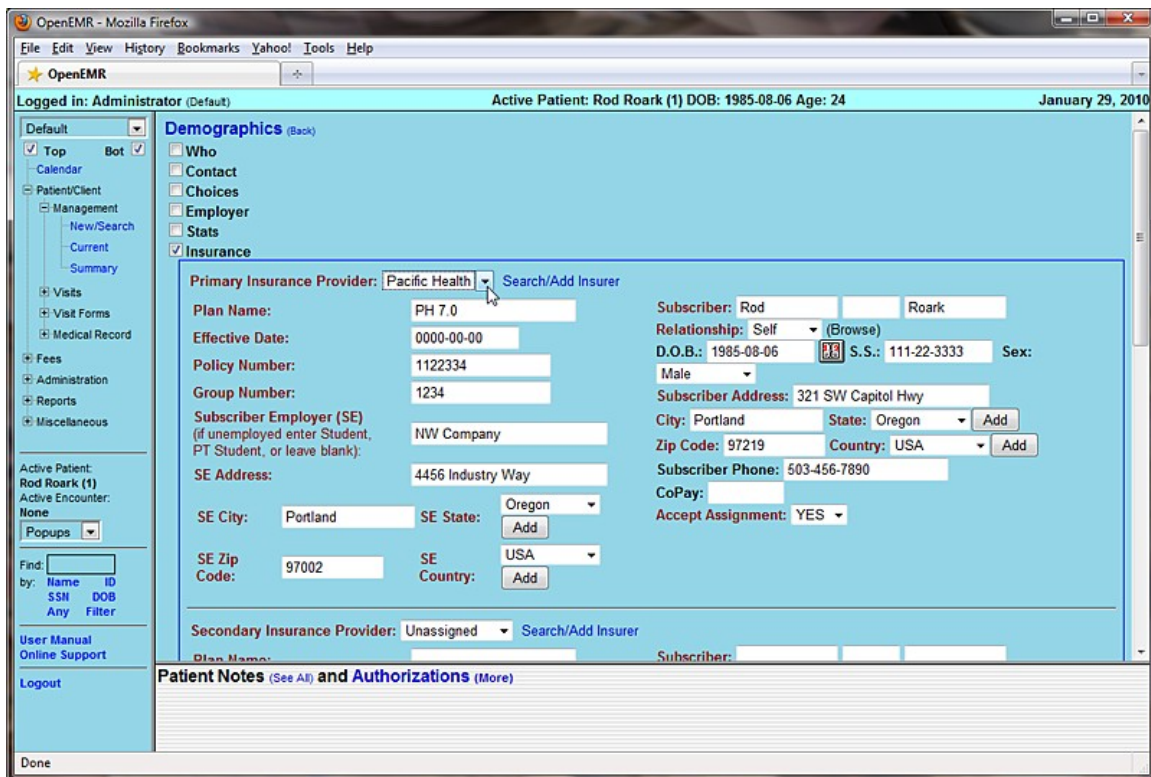 OpenEMR - Mozilla Firefox
File Edit View History Bookmarks Yahoo! Tools Help
OpenEMR
Logged in: Administrator (Default) Active Patient: Rod Roark (1) DOB: 1985-08-06 Age: 24 January 29, 2010
Default
Top Bot
Calendar
Patient/Client
Management
New/Search
Current
Summary
Visits
Visit Forms
Medical Record
Fees
Administration
Reports
Miscellaneous
Active Patient:
Rod Roark (1)
Active Encounter:
None
Popups
Find:
by: Name ID
SSN DOB
Any Filter
User Manual
Online Support
Logout
Demographics (Back)
Who
Contact
Choices
Employer
Stats
Insurance
Primary Insurance Provider: Pacific Health Search/Add Insurer
Plan Name: PH 7.0
Effective Date: 0000-00-00
Policy Number: 1122334
Group Number: 1234
Subscriber Employer (SE)
(if unemployed enter Student,
PT Student, or leave blank): NW Company
SE Address: 4456 Industry Way
SE City: Portland SE State: Oregon
Add
SE Zip Code: 97002 SE Country: USA
Add
Subscriber: Rod Roark
Relationship: Self (Browse)
D.O.B.: 1985-08-06 S.S.: 111-22-3333 Sex:
Male
Subscriber Address: 321 SW Capitol Hwy
City: Portland State: Oregon Add
Zip Code: 97219 Country: USA Add
Subscriber Phone: 503-456-7890
CoPay:
Accept Assignment: YES
Secondary Insurance Provider: Unassigned Search/Add Insurer
Plan Name: Subscriber:
Patient Notes (See All) and Authorizations (More)
Done